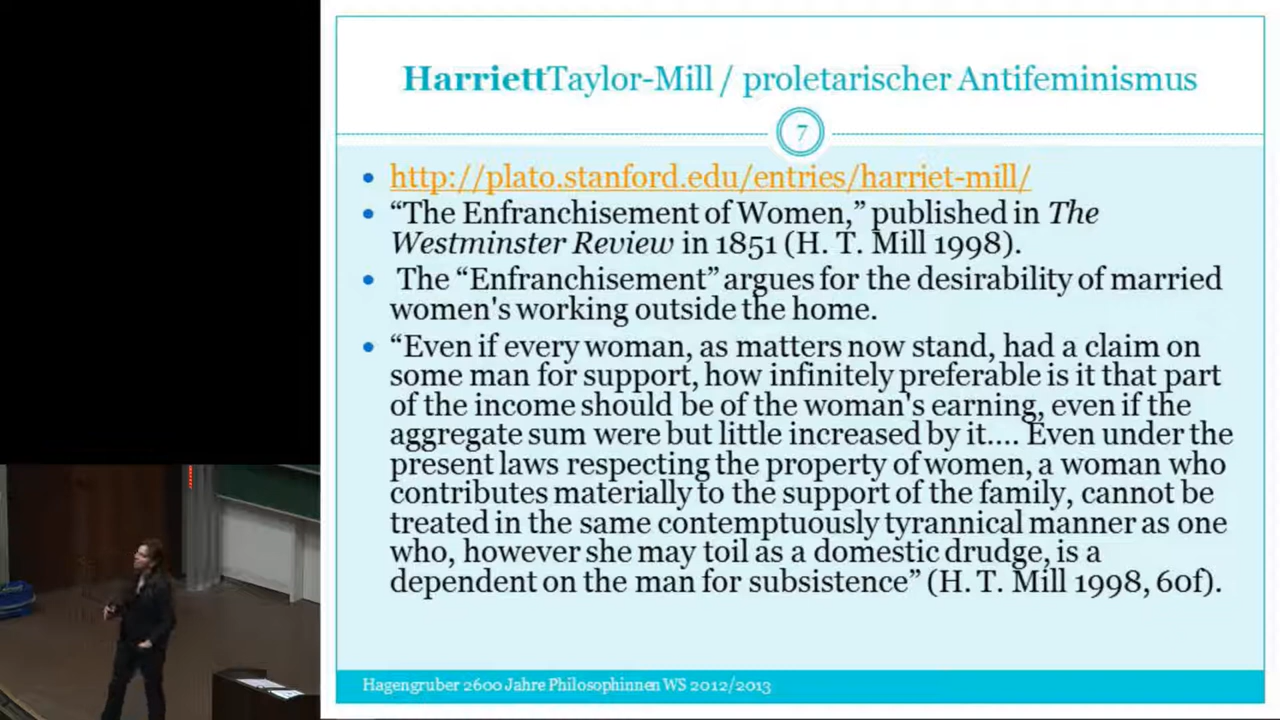 HarriettTaylor-Mill / proletarischer Antifeminismus
7
http://plato.stanford.edu/entries/harriet-mill/
“The Enfranchisement of Women,” published in The
Westminster Review in 1851 (H. T. Mill 1998).
The “Enfranchisement” argues for the desirability of married
women's working outside the home.
“Even if every woman, as matters now stand, had a claim on
some man for support, how infinitely preferable is it that part
of the income should be of the woman's earning, even if the
aggregate sum were but little increased by it.... Even under the
present laws respecting the property of women, a woman who
contributes materially to the support of the family, cannot be
treated in the same contemptuously tyrannical manner as one
who, however she may toil as a domestic drudge, is a
dependent on the man for subsistence” (H. T. Mill 1998, 60f).
Hagengruber 2600 Jahre Philosophinnen WS 2012/2013